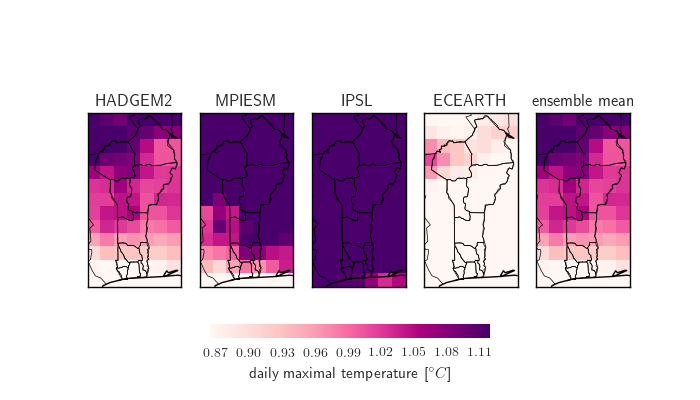 HADGEM2 MPIESM IPSL ECEARTH ensemble mean
0.87 0.90 0.93 0.96 0.99 1.02 1.05 1.08 1.11
daily maximal temperature [°C]